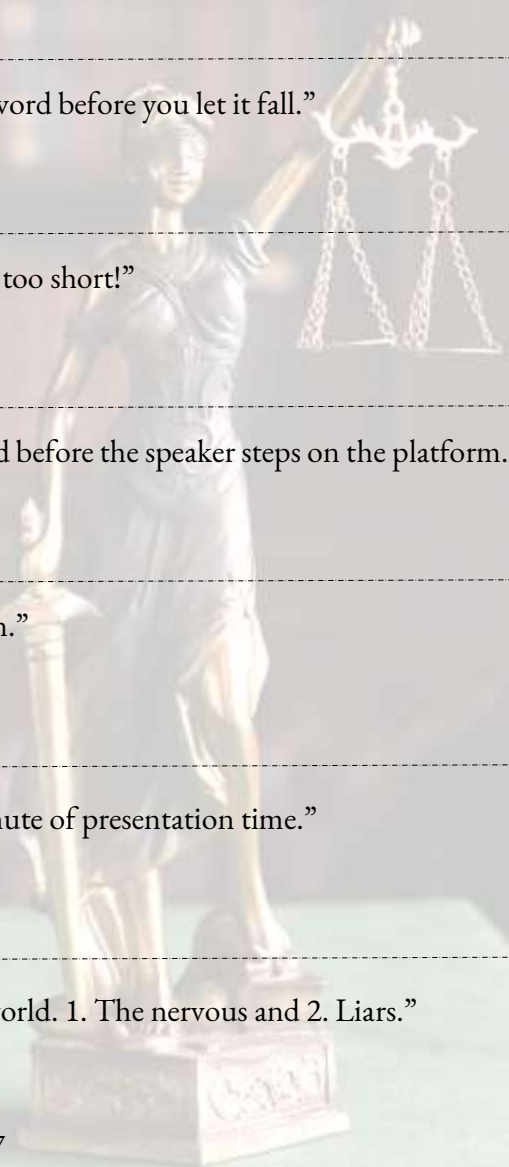 word before you let it fall.”
too short!”
d before the speaker steps on the platform.
n.”
nute of presentation time.”
world. 1. The nervous and 2. Liars.”
7